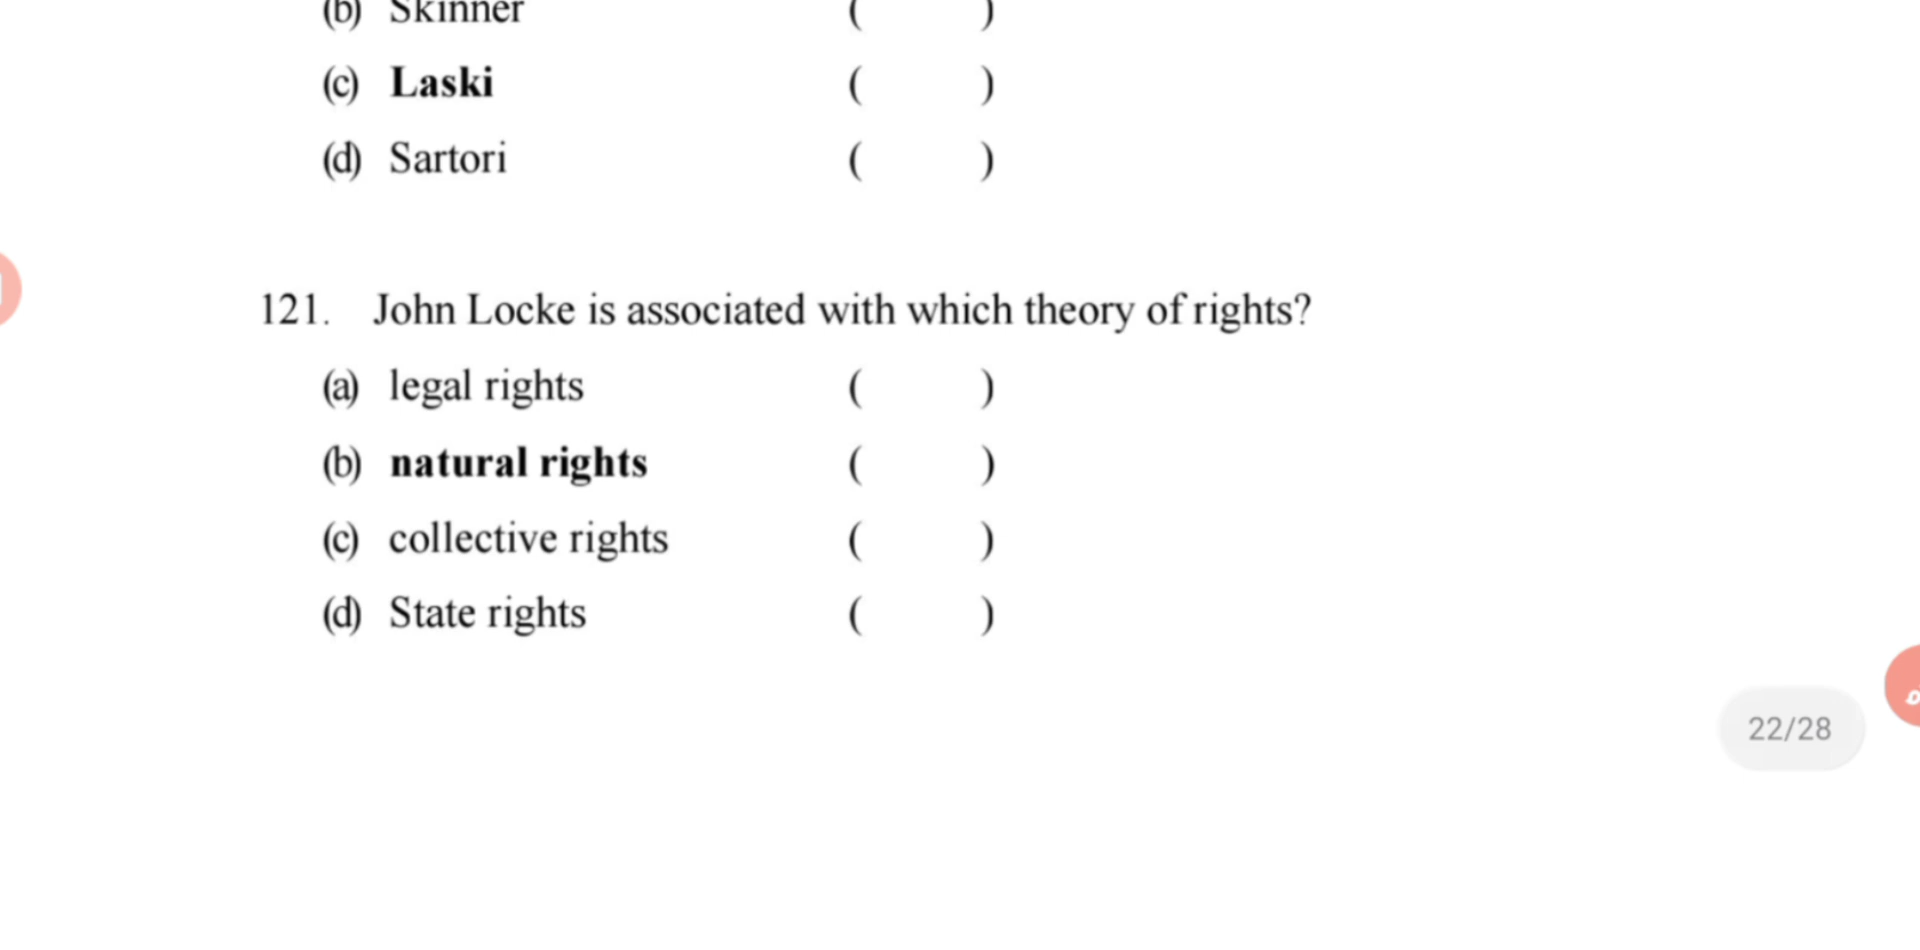 (b) Skinner ( )
(c) Laski ( )
(d) Sartori ( )
121. John Locke is associated with which theory of rights?
(a) legal rights ( )
(b) natural rights ( )
(c) collective rights ( )
(d) State rights ( )
22/28